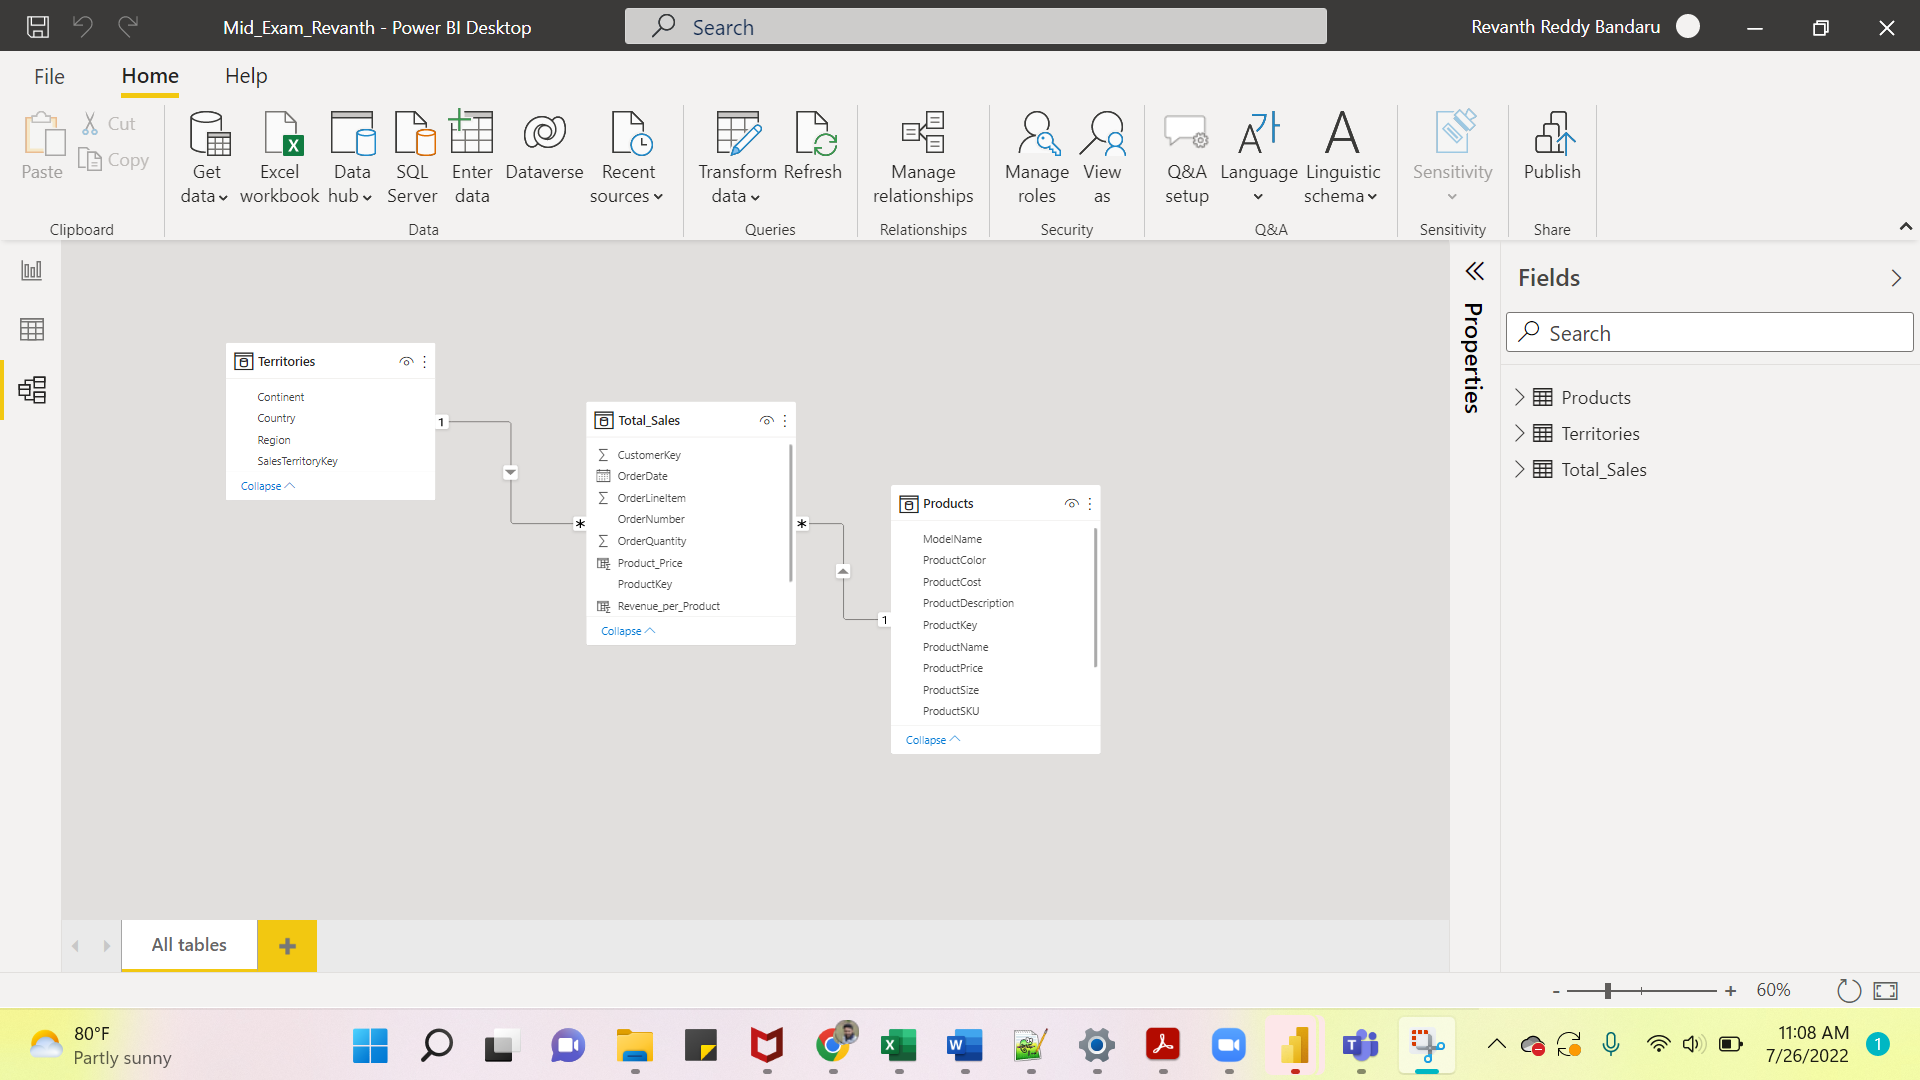 Mid_Exam_Revanth - Power BI Desktop
Search
Revanth Reddy Bandaru
File
Home
Help
Paste
Cut
Copy
Get data
Excel workbook
Data hub
SQL Server
Enter data
Dataverse
Recent sources
Transform data
Refresh
Manage relationships
Manage roles
View as
Q&A setup
Language
Linguistic schema
Sensitivity
Publish
Clipboard
Data
Queries
Relationships
Security
Q&A
Sensitivity
Share
Territories
Continent
Country
Region
SalesTerritoryKey
Collapse
1
*
Total_Sales
CustomerKey
OrderDate
OrderLineItem
OrderNumber
OrderQuantity
Product_Price
ProductKey
Revenue_per_Product
Collapse
*
1
Products
ModelName
ProductColor
ProductCost
ProductDescription
ProductKey
ProductName
ProductPrice
ProductSize
ProductSKU
Collapse
Properties
Fields
Search
Products
Territories
Total_Sales
All tables
+
- + 60%
80°F
Partly sunny
11:08 AM
7/26/2022
1